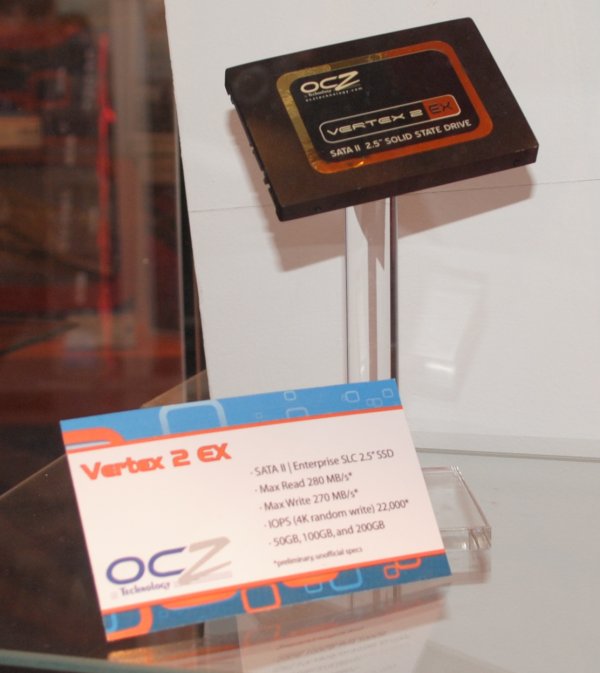 OCZ
Technology
ocztechnology.com
VERTEX 2 EX
SATA II 2.5" SOLID STATE DRIVE
Vertex 2 EX
· SATA II | Enterprise SLC 2.5" SSD
· Max Read 280 MB/s*
· Max Write 270 MB/s*
· IOPS (4K random write) 22,000*
· 50GB, 100GB, and 200GB
*preliminary, unofficial specs
OCZ
Technology